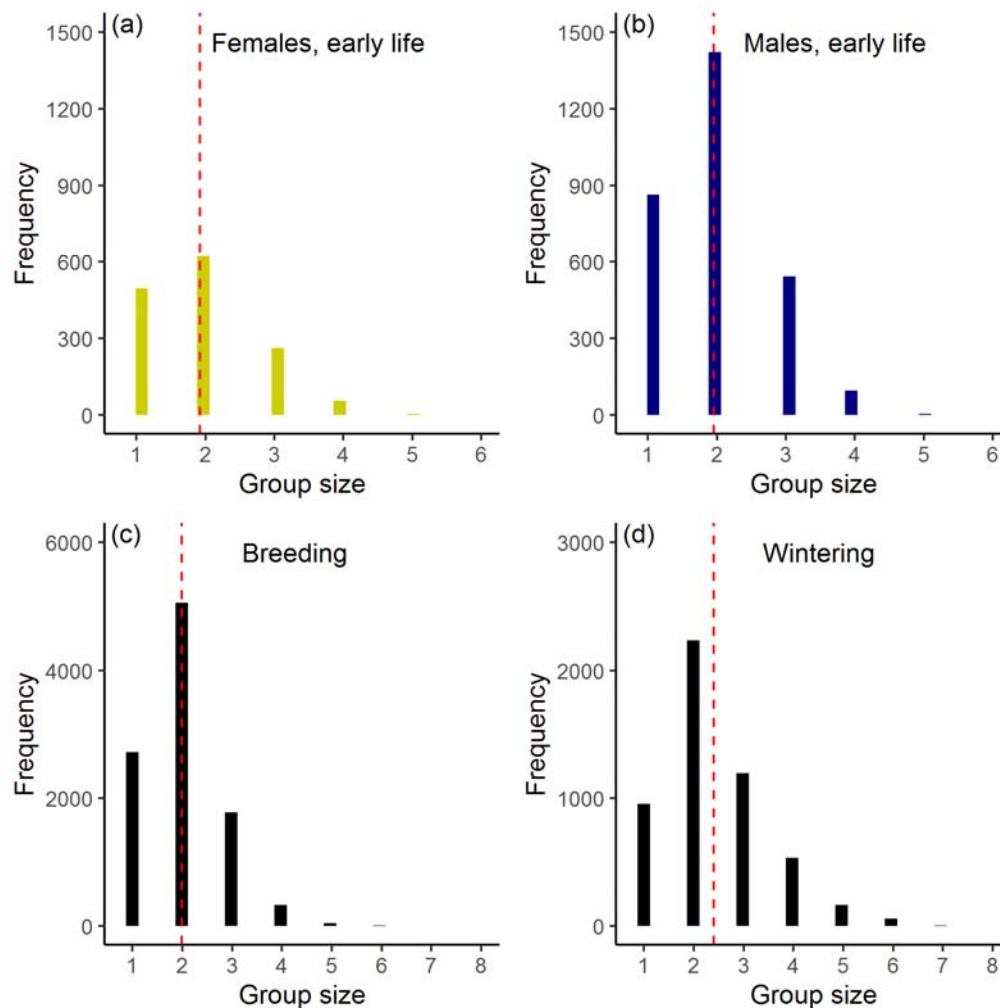 (a)
Females, early life
1500
1200
900
600
300
0
Frequency
1 2 3 4 5 6
Group size
(b)
Males, early life
1500
1200
900
600
300
0
Frequency
1 2 3 4 5 6
Group size
(c)
Breeding
6000
4000
2000
0
Frequency
1 2 3 4 5 6 7 8
Group size
(d)
Wintering
3000
2000
1000
0
Frequency
1 2 3 4 5 6 7 8
Group size